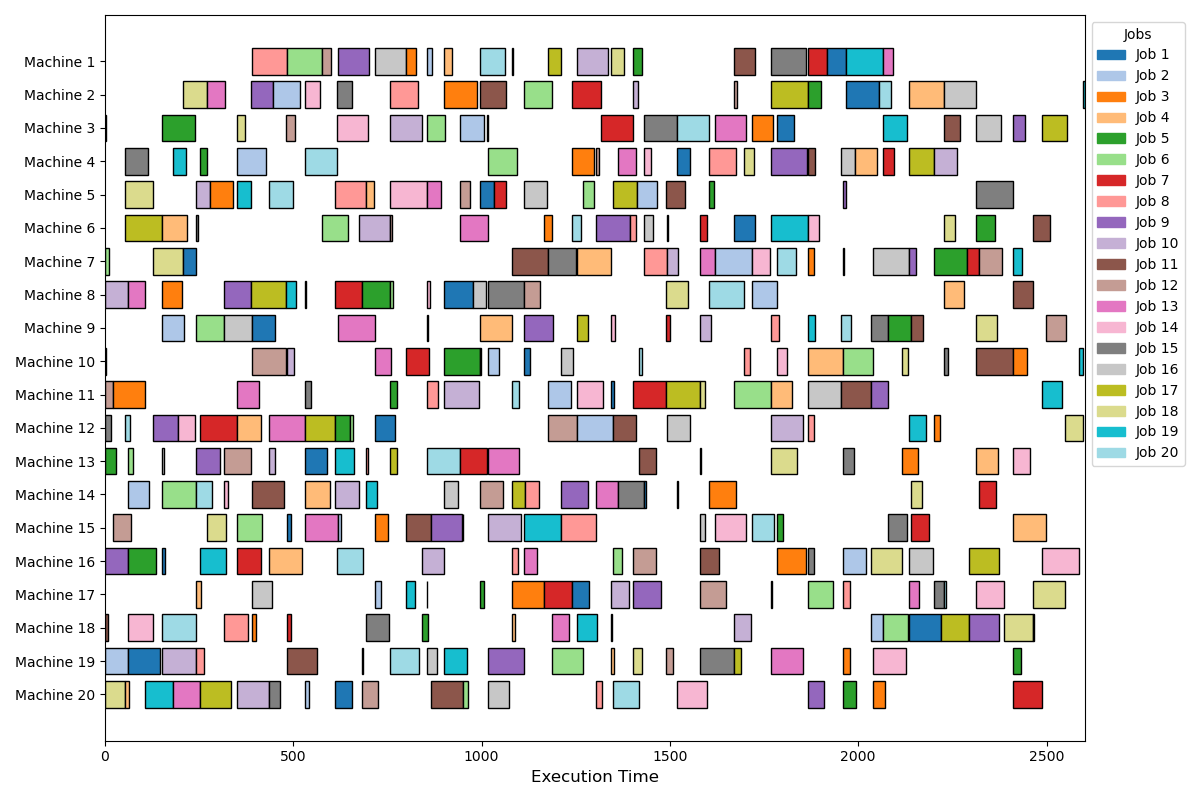 Machine 1
Machine 2
Machine 3
Machine 4
Machine 5
Machine 6
Machine 7
Machine 8
Machine 9
Machine 10
Machine 11
Machine 12
Machine 13
Machine 14
Machine 15
Machine 16
Machine 17
Machine 18
Machine 19
Machine 20
0 500 1000 1500 2000 2500
Execution Time
Jobs
Job 1
Job 2
Job 3
Job 4
Job 5
Job 6
Job 7
Job 8
Job 9
Job 10
Job 11
Job 12
Job 13
Job 14
Job 15
Job 16
Job 17
Job 18
Job 19
Job 20